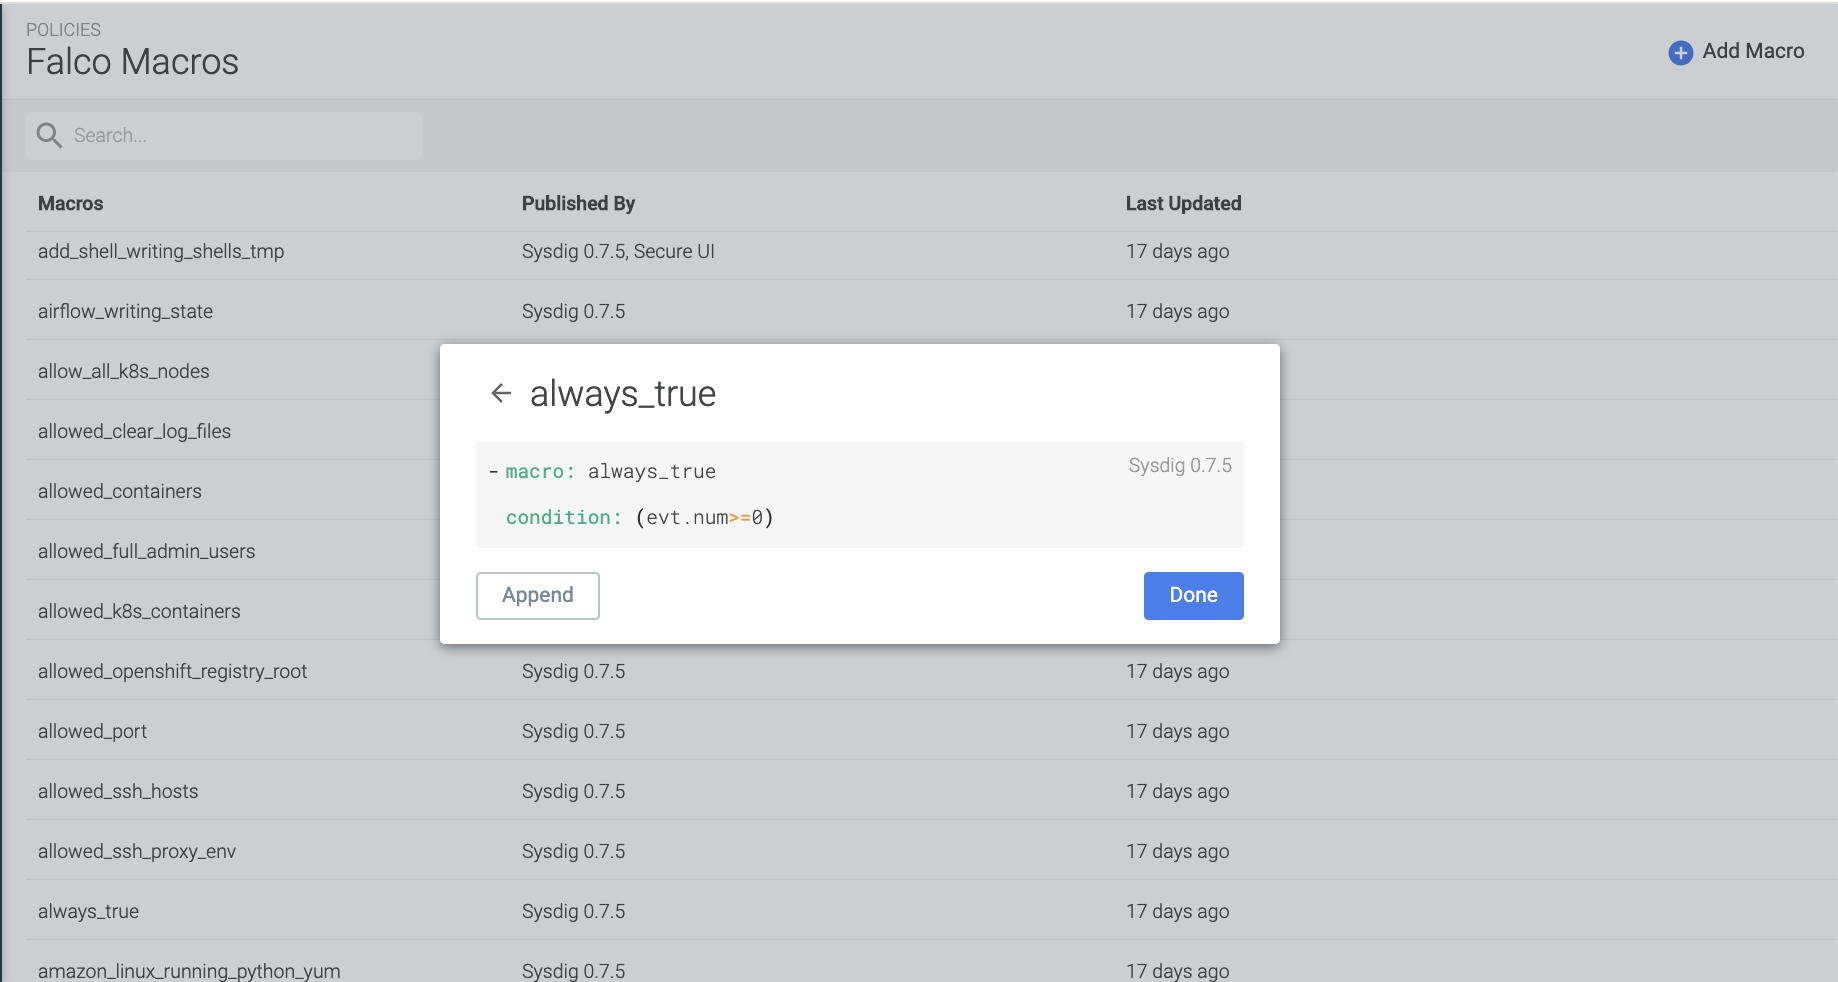 POLICIES
Falco Macros
Add Macro
Search...
Macros Published By Last Updated
add_shell_writing_shells_tmp Sysdig 0.7.5, Secure UI 17 days ago
airflow_writing_state Sysdig 0.7.5 17 days ago
allow_all_k8s_nodes
allowed_clear_log_files
allowed_containers
allowed_full_admin_users
allowed_k8s_containers
always_true
- macro: always_true Sysdig 0.7.5
condition: (evt.num>=0)
Append Done
allowed_openshift_registry_root Sysdig 0.7.5 17 days ago
allowed_port Sysdig 0.7.5 17 days ago
allowed_ssh_hosts Sysdig 0.7.5 17 days ago
allowed_ssh_proxy_env Sysdig 0.7.5 17 days ago
always_true Sysdig 0.7.5 17 days ago
amazon_linux_running_python_yum Sysdig 0.7.5 17 days ago